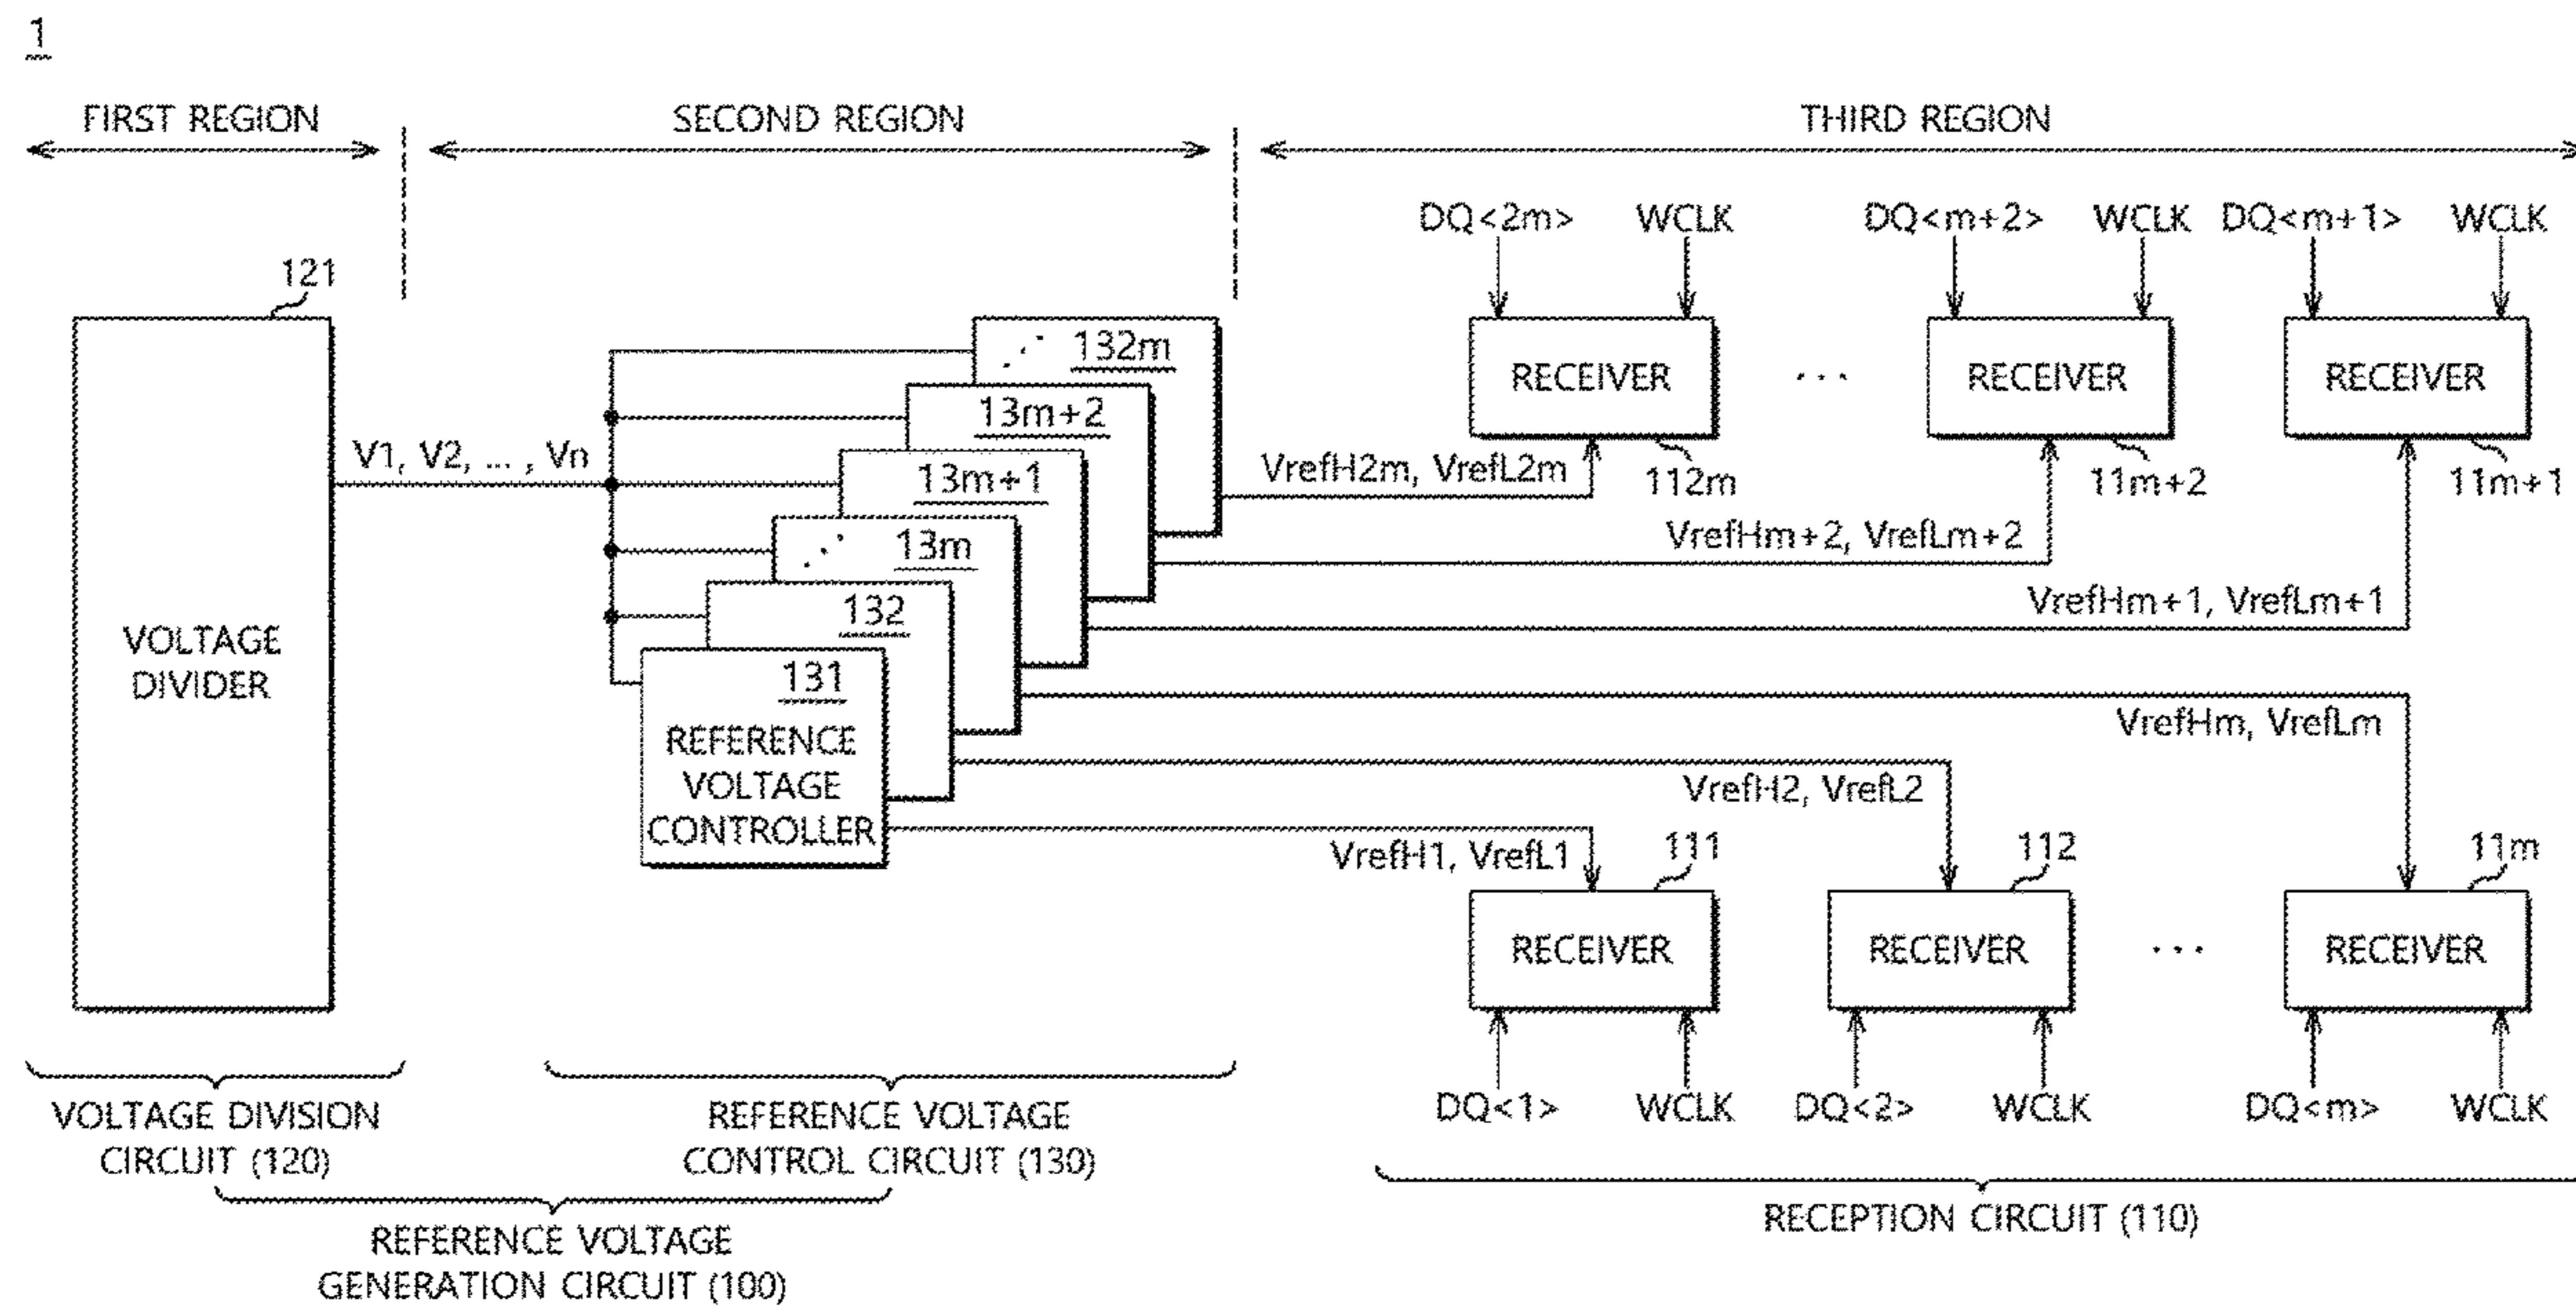 1
FIRST REGION
SECOND REGION
THIRD REGION
DQ<2m>
WCLK
DQ<m+2>
WCLK
DQ<m+1>
WCLK
121
VOLTAGE
DIVIDER
V1, V2, ... , Vn
132m
13m+2
13m+1
13m
132
131
REFERENCE
VOLTAGE
CONTROLLER
RECEIVER
...
RECEIVER
RECEIVER
VrefH2m, VrefL2m
112m
11m+2
11m+1
VrefHm+2, VrefLm+2
VrefHm+1, VrefLm+1
VrefHm, VrefLm
VrefH2, VrefL2
VrefH1, VrefL1
111
112
11m
RECEIVER
RECEIVER
...
RECEIVER
DQ<1>
WCLK
DQ<2>
WCLK
DQ<m>
WCLK
VOLTAGE DIVISION
CIRCUIT (120)
REFERENCE VOLTAGE
CONTROL CIRCUIT (130)
RECEPTION CIRCUIT (110)
REFERENCE VOLTAGE
GENERATION CIRCUIT (100)